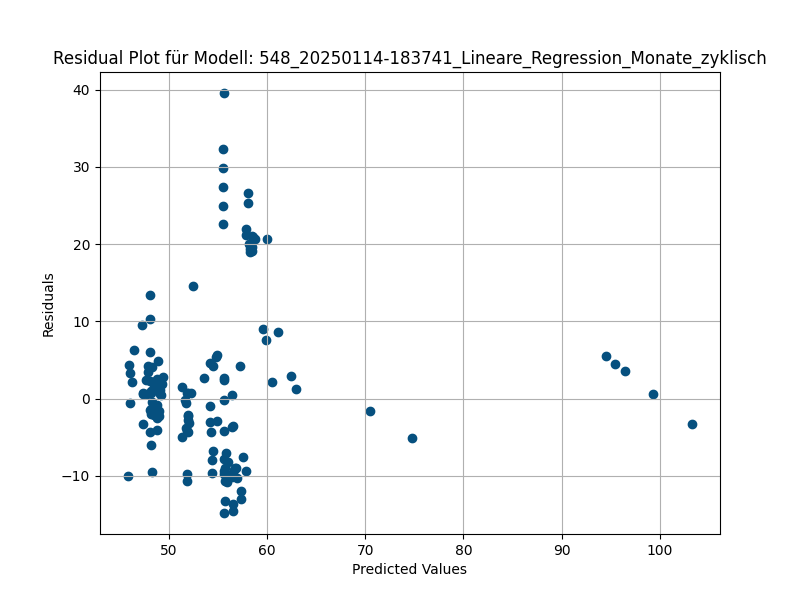 Residual Plot für Modell: 548_20250114-183741_Lineare_Regression_Monate_zyklisch
40
30
20
10
0
−10
Residuals
50 60 70 80 90 100
Predicted Values